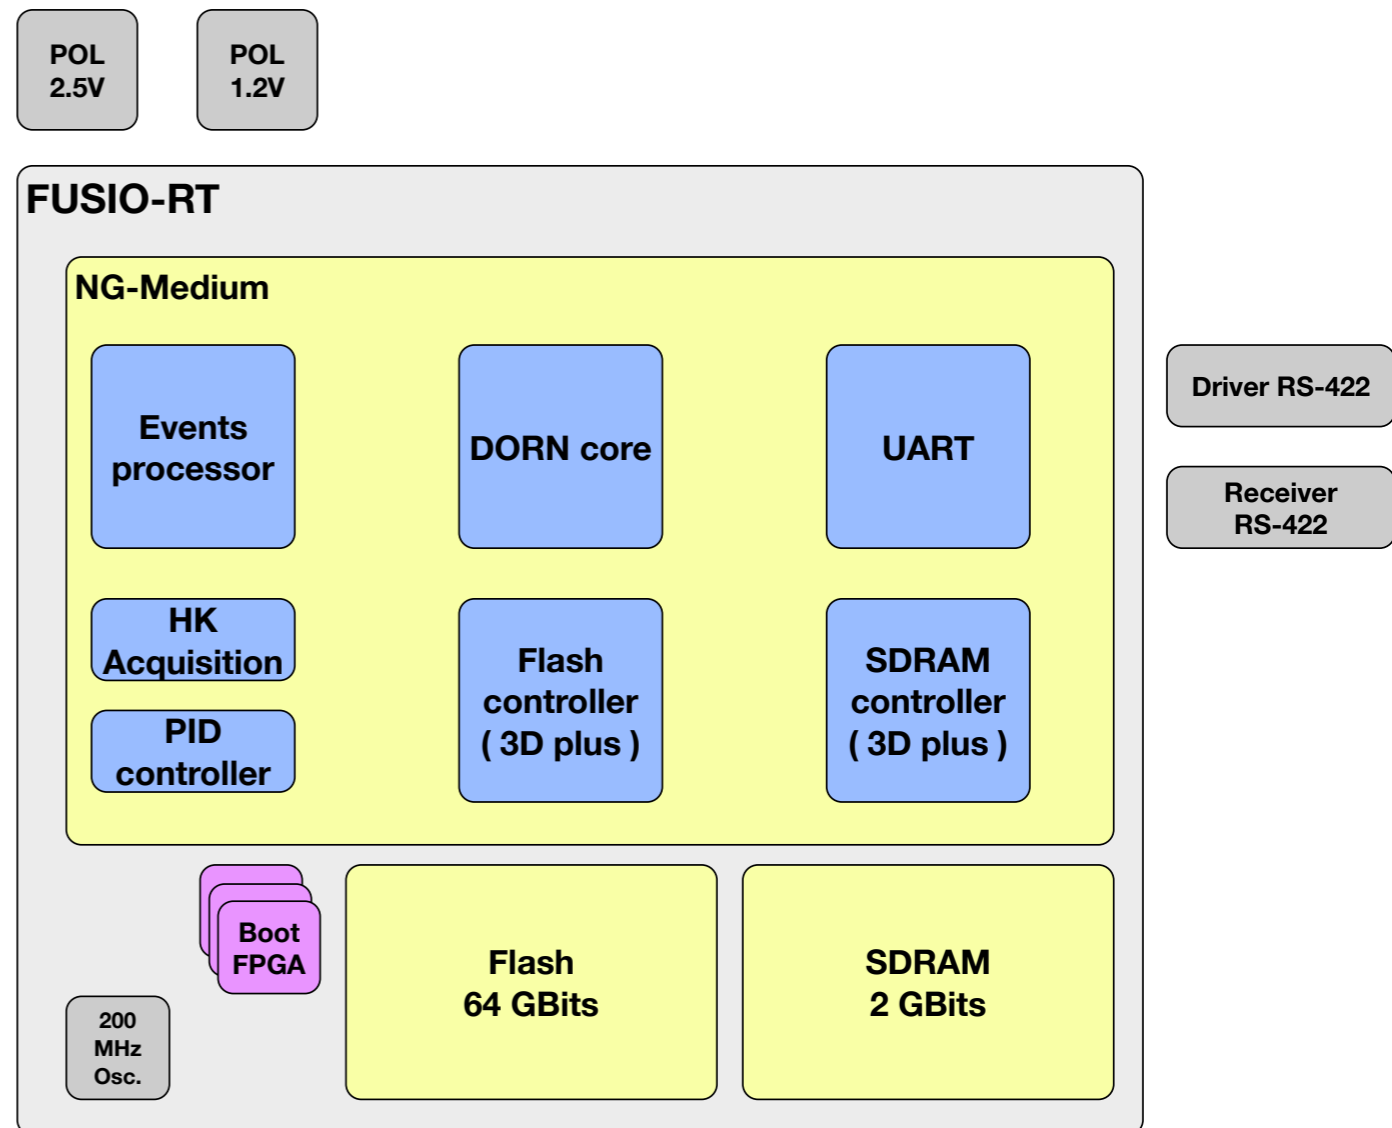 POL
2.5V
POL
1.2V
FUSIO-RT
NG-Medium
Events
processor
DORN core
UART
Driver RS-422
Receiver
RS-422
HK
Acquisition
PID
controller
Flash
controller
( 3D plus )
SDRAM
controller
( 3D plus )
Boot
FPGA
Flash
64 GBits
SDRAM
2 GBits
200
MHz
Osc.